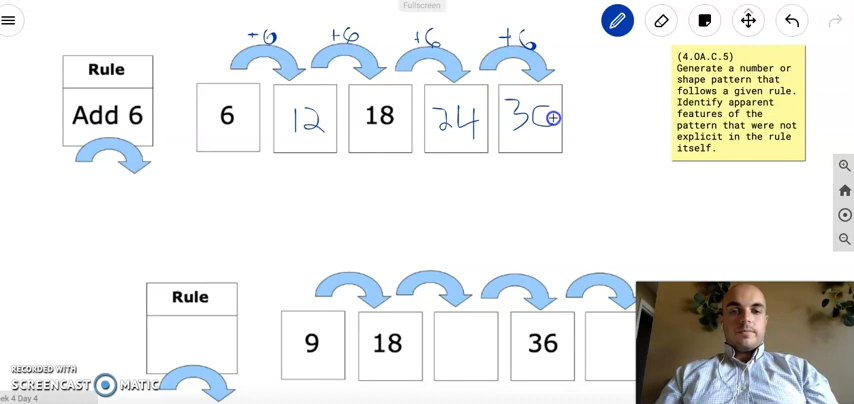 Fullscreen
+6 +6 +6 +6
Rule
Add 6
6 12 18 24 30
(4.OA.C.5)
Generate a number or
shape pattern that
follows a given rule.
Identify apparent
features of the
pattern that were not
explicit in the rule
itself.
Rule
9 18 36
RECORDED WITH
SCREENCAST MATIC
ek 4 Day 4